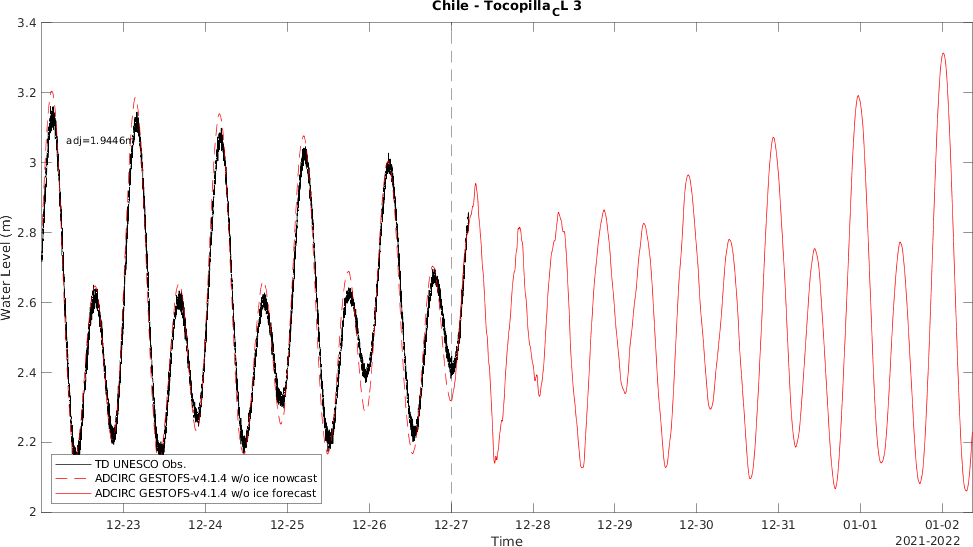 Chile - Tocopilla_CL 3
3.4
3.2
3
2.8
2.6
2.4
2.2
2
Water Level (m)
adj=1.9446m
TD UNESCO Obs.
ADCIRC GESTOFS-v4.1.4 w/o ice nowcast
ADCIRC GESTOFS-v4.1.4 w/o ice forecast
12-23
12-24
12-25
12-26
12-27
12-28
12-29
12-30
12-31
01-01
01-02
Time
2021-2022